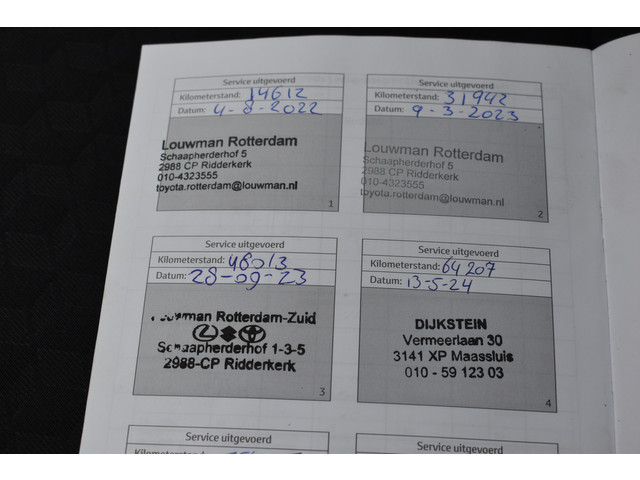 Service uitgevoerd
Kilometerstand: 14612
Datum: 4-8-2022
Louwman Rotterdam
Schaapherderhof 5
2988 CP Ridderkerk
010-4323555
toyota.rotterdam@louwman.nl
1
Service uitgevoerd
Kilometerstand: 31942
Datum: 9-3-2023
Louwman Rotterdam
Schaapherderhof 5
2988 CP Ridderkerk
010-4323555
toyota.rotterdam@louwman.nl
2
Service uitgevoerd
Kilometerstand: 46013
Datum: 28-09-23
Louwman Rotterdam-Zuid
Schaapherderhof 1-3-5
2988-CP Ridderkerk
3
Service uitgevoerd
Kilometerstand: 64207
Datum: 13-5-24
DIJKSTEIN
Vermeerlaan 30
3141 XP Maassluis
010 - 59 123 03
4
Service uitgevoerd
Kilometerstand:
Service uitgevoerd